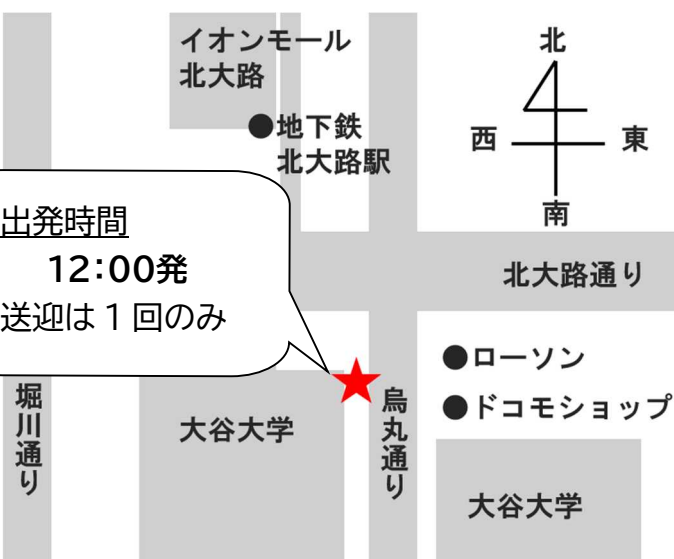 イオンモール
北大路
●地下鉄
北大路駅
北
西
東
南
出発時間
12:00発
送迎は1回のみ
北大路通り
●ローソン
●ドコモショップ
堀川通り
大谷大学
烏丸通り
大谷大学